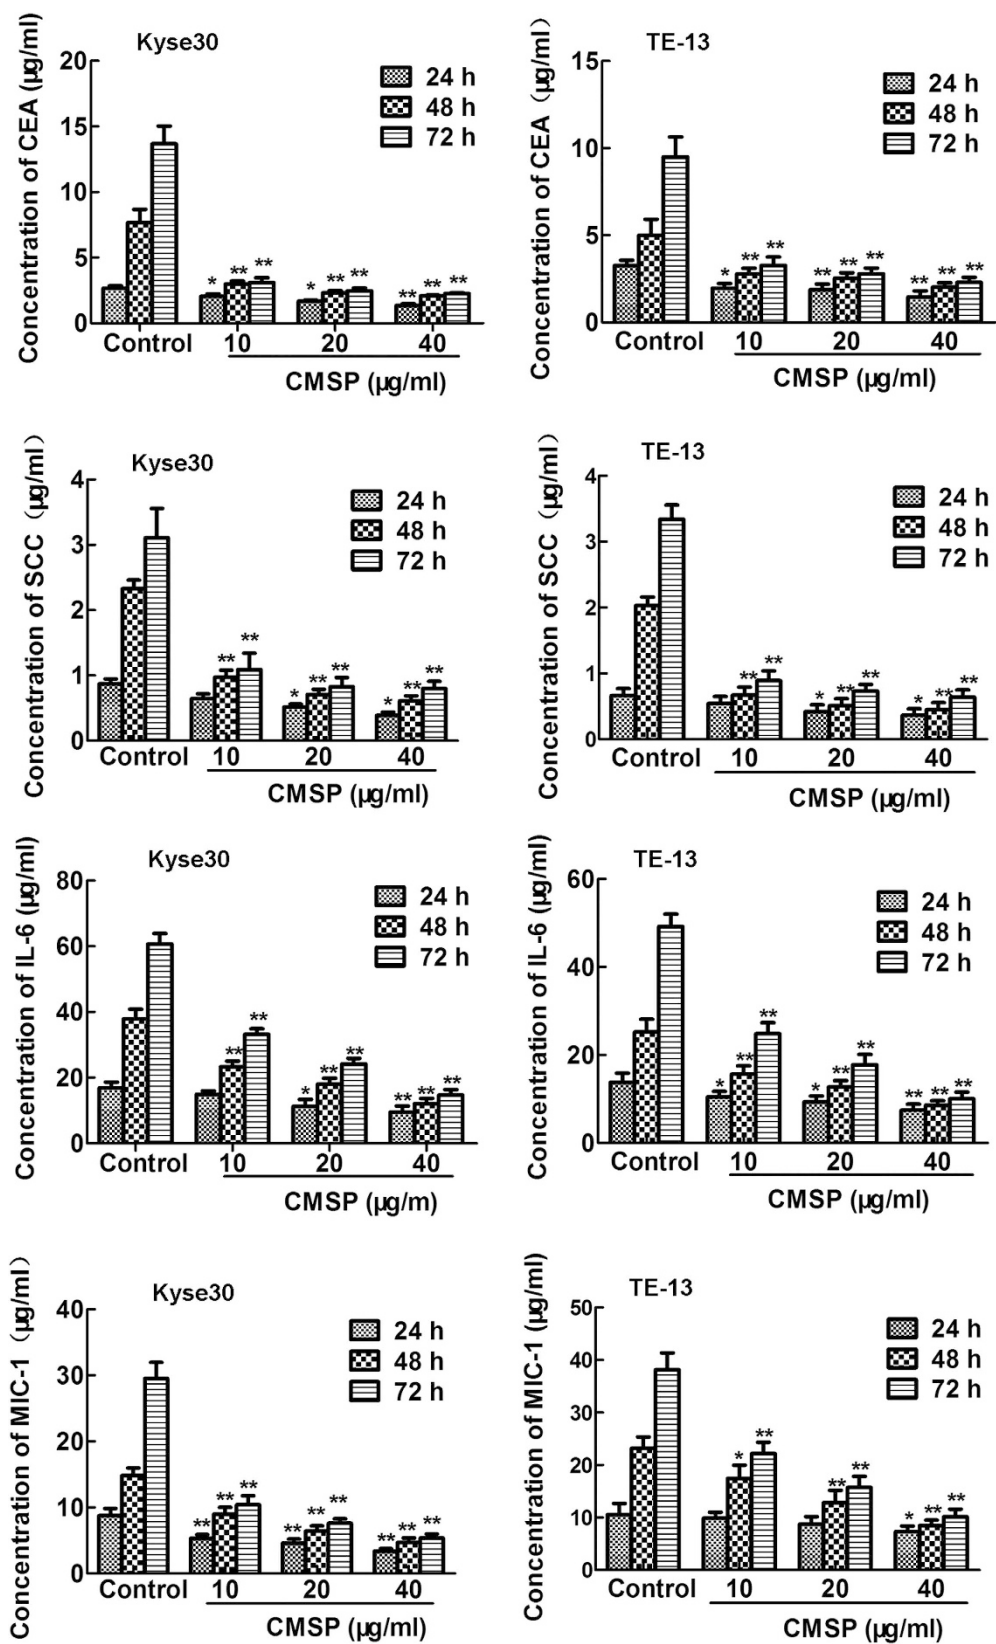 Kyse30
Concentration of CEA (µg/ml)
20
15
10
5
0
24 h
48 h
72 h
* ** **
* ** **
** ** **
Control 10 20 40
CMSP (µg/ml)
TE-13
Concentration of CEA （µg/ml)
15
10
5
0
24 h
48 h
72 h
* ** **
** ** **
** ** **
Control 10 20 40
CMSP (µg/ml)
Kyse30
Concentration of SCC （µg/ml)
4
3
2
1
0
24 h
48 h
72 h
** **
* ** **
* ** **
Control 10 20 40
CMSP (µg/ml)
TE-13
Concentration of SCC （µg/ml)
4
3
2
1
0
24 h
48 h
72 h
** **
* ** **
* ** **
Control 10 20 40
CMSP (µg/ml)
Kyse30
Concentration of IL-6 (µg/ml)
80
60
40
20
0
24 h
48 h
72 h
** **
* ** **
** ** **
Control 10 20 40
CMSP (µg/m)
TE-13
Concentration of IL-6 (µg/ml)
60
40
20
0
24 h
48 h
72 h
* ** **
* ** **
** ** **
Control 10 20 40
CMSP (µg/ml)
Kyse30
Concentration of MIC-1 （µg/ml)
40
30
20
10
0
24 h
48 h
72 h
** ** **
** ** **
** ** **
Control 10 20 40
CMSP (µg/ml)
TE-13
Concentration of MIC-1 (µg/ml)
50
40
30
20
10
0
24 h
48 h
72 h
* **
** **
* ** **
Control 10 20 40
CMSP (µg/ml)